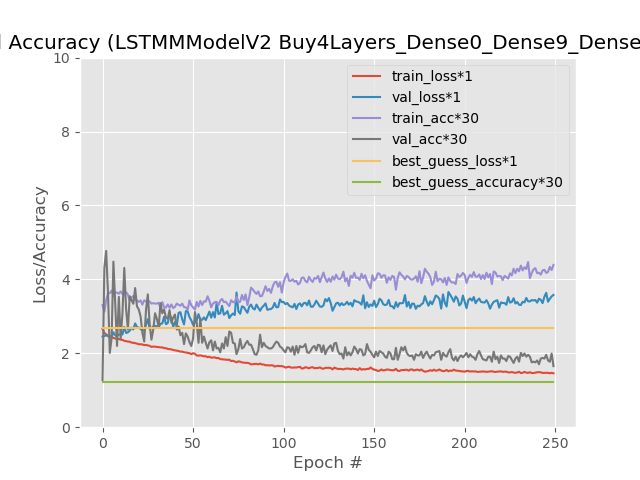 l Accuracy (LSTMMModelV2 Buy4Layers_Dense0_Dense9_Dense
train_loss*1
val_loss*1
train_acc*30
val_acc*30
best_guess_loss*1
best_guess_accuracy*30
Loss/Accuracy
10
8
6
4
2
0
0 50 100 150 200 250
Epoch #